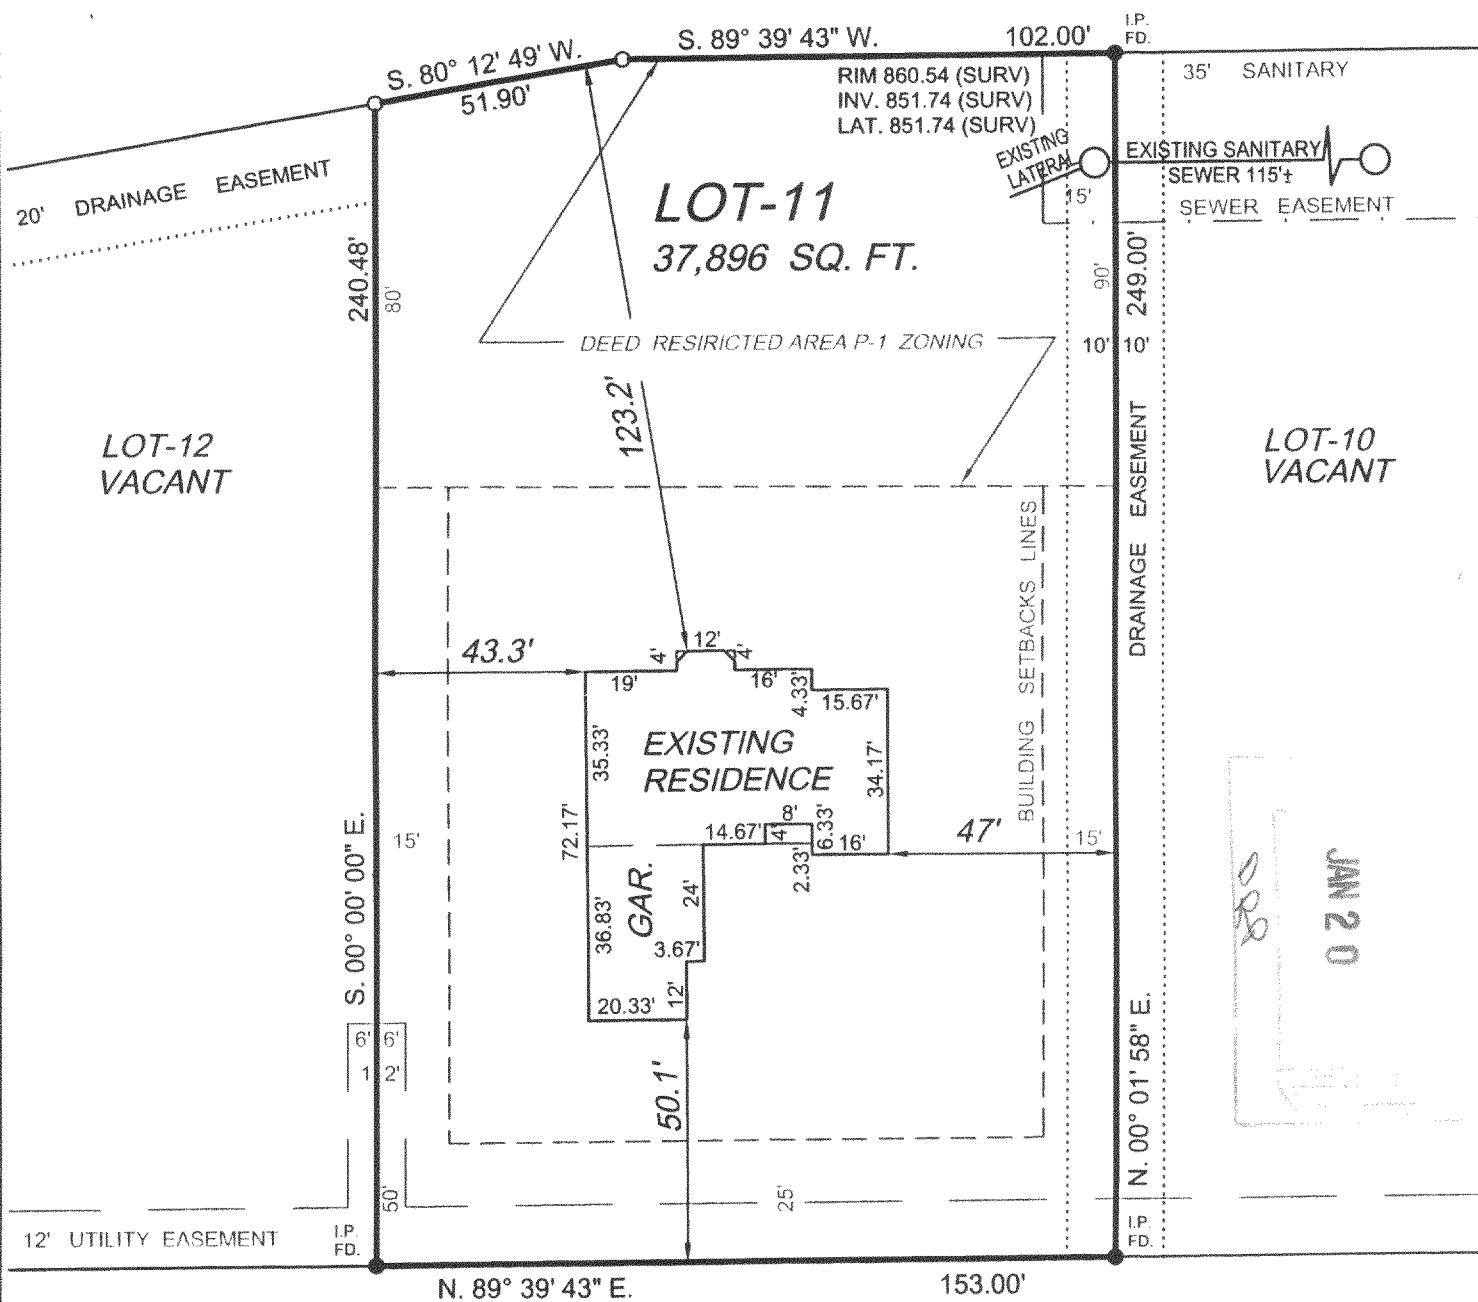 I.P.
FD.
S. 89° 39' 43" W.
102.00'
S. 80° 12' 49' W.
51.90'
RIM 860.54 (SURV)
INV. 851.74 (SURV)
LAT. 851.74 (SURV)
35' SANITARY
EXISTING
LATERAL
EXISTING SANITARY
SEWER 115'±
15'
SEWER EASEMENT
20' DRAINAGE EASEMENT
LOT-11
37,896 SQ. FT.
240.48'
80'
90'
249.00'
DEED RESIRICTED AREA P-1 ZONING
10' 10'
123.2'
DRAINAGE EASEMENT
LOT-12
VACANT
LOT-10
VACANT
BUILDING SETBACKS LINES
43.3'
4'
12'
4'
19'
16'
4.33'
15.67'
35.33'
EXISTING
RESIDENCE
34.17'
72.17'
14.67'
8'
4'
6.33'
16'
2.33'
47'
15'
15'
GAR.
24'
36.83'
3.67'
20.33'
12'
S. 00° 00' 00" E.
JAN 20
6' 6'
12'
50.1'
N. 00° 01' 58" E.
50'
25'
12' UTILITY EASEMENT
I.P.
FD.
I.P.
FD.
N. 89° 39' 43" E.
153.00'